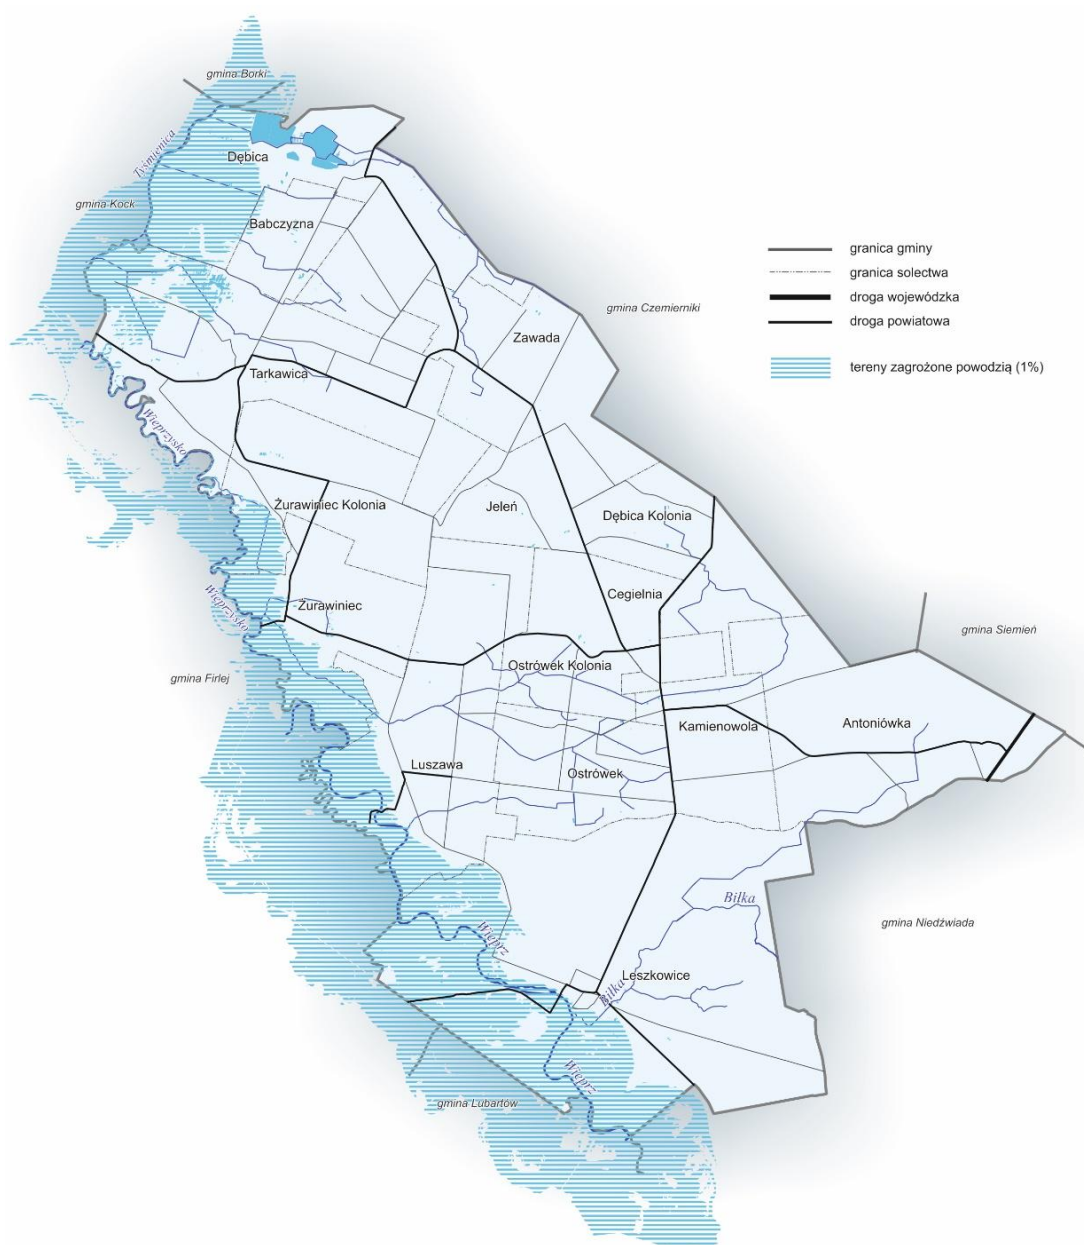 gmina Borki
Tyśmienica
Dębica
gmina Kock
Babczyzna
granica gminy
granica solectwa
droga wojewódzka
droga powiatowa
tereny zagrożone powodzią (1%)
gmina Czemierniki
Zawada
Tarkawica
Wieprzysko
Żurawiniec Kolonia
Jeleń
Dębica Kolonia
Cegielnia
Wieprzysko
Żurawiniec
gmina Siemień
Ostrówek Kolonia
gmina Firlej
Kamienowola
Antoniówka
Luszawa
Ostrówek
Biłka
gmina Niedźwiada
Wieprz
Leszkowice
Biłka
Wieprz
gmina Lubartów